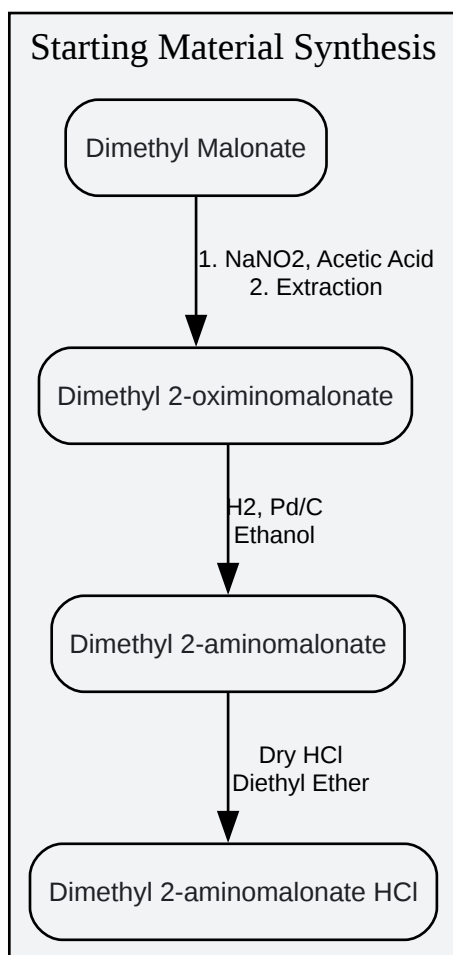 Starting Material Synthesis
Dimethyl Malonate
1. NaNO2, Acetic Acid
2. Extraction
Dimethyl 2-oximinomalonate
H2, Pd/C
Ethanol
Dimethyl 2-aminomalonate
Dry HCl
Diethyl Ether
Dimethyl 2-aminomalonate HCl